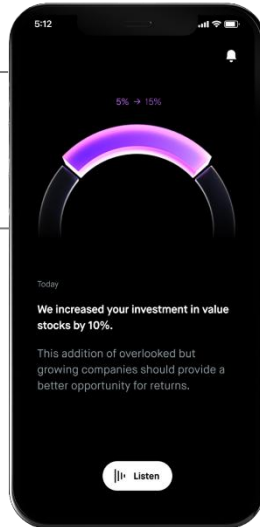 5:12
5% → 15%
Today
We increased your investment in value
stocks by 10%.
This addition of overlooked but
growing companies should provide a
better opportunity for returns.
Listen